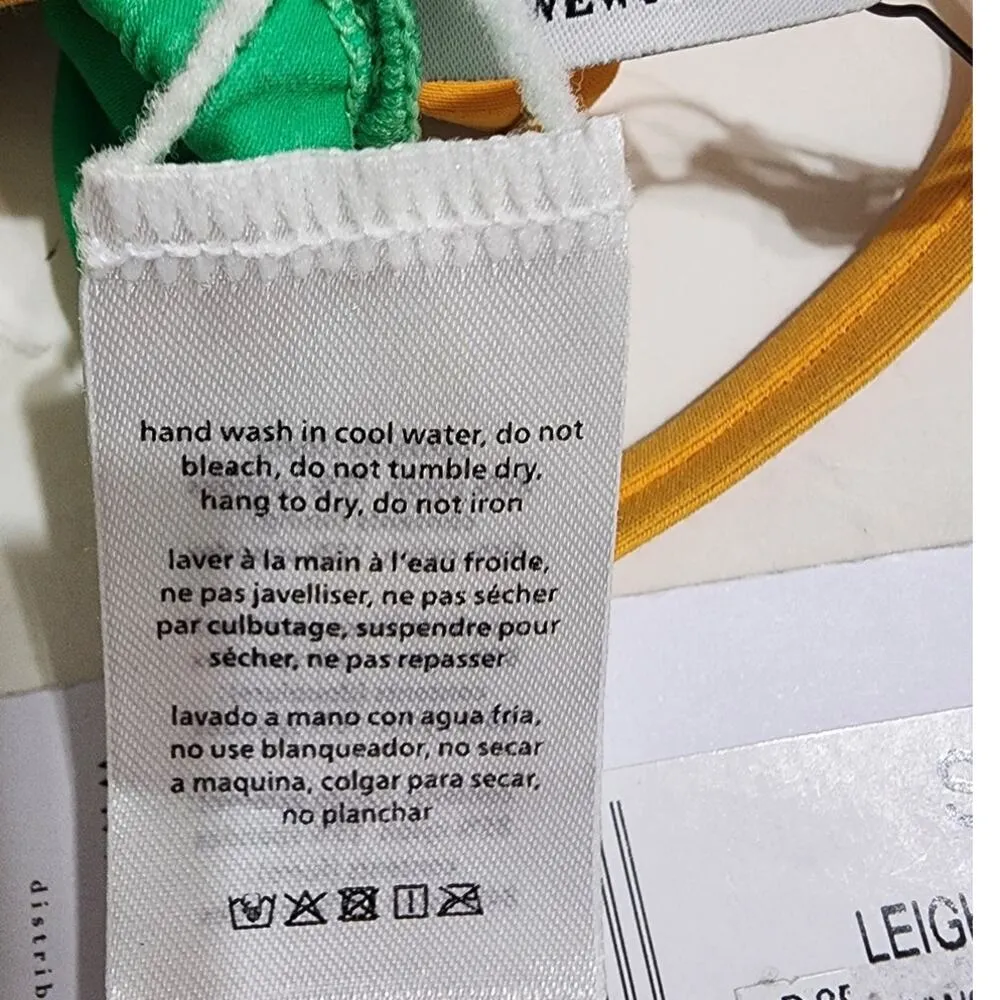 hand wash in cool water, do not
bleach, do not tumble dry,
hang to dry, do not iron
laver à la main à l'eau froide,
ne pas javelliser, ne pas sécher
par culbutage, suspendre pour
sécher, ne pas repasser
lavado a mano con agua fria,
no use blanqueador, no secar
a maquina, colgar para secar,
no planchar
distrib
LEIG